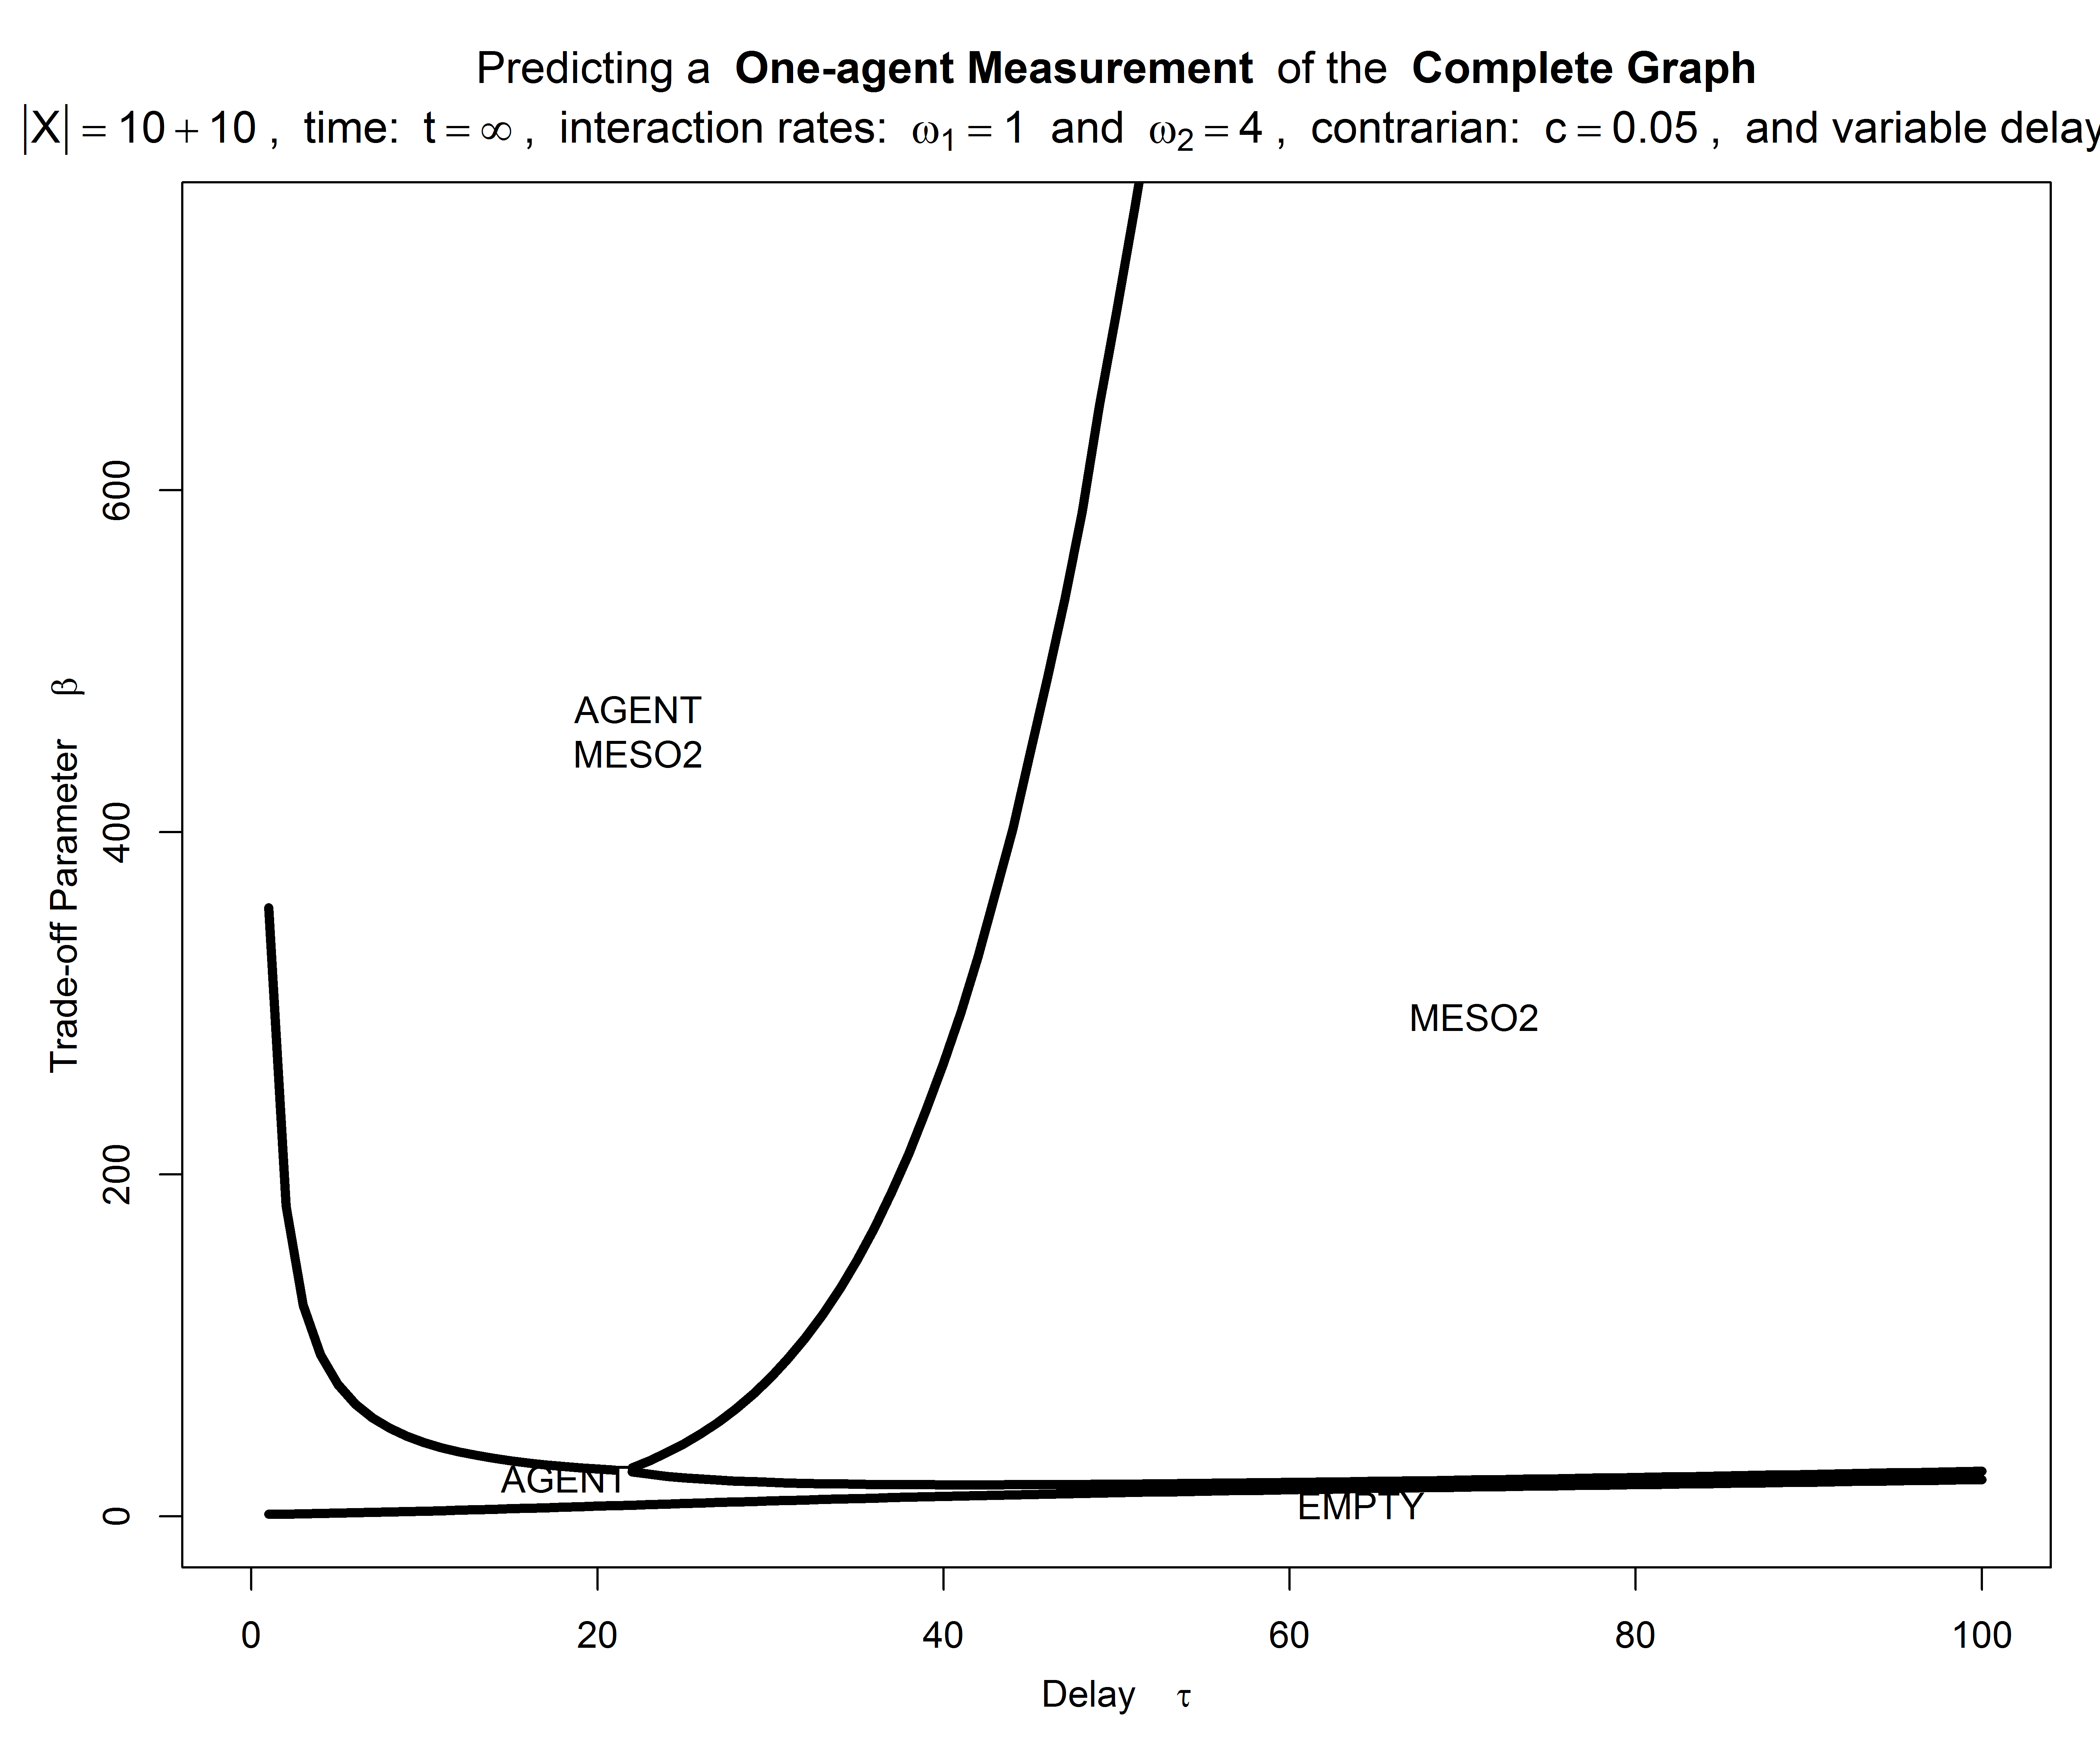 Predicting a One-agent Measurement of the Complete Graph
|X| = 10 + 10 , time: t = ∞ , interaction rates: ω1 = 1 and ω2 = 4 , contrarian: c = 0.05 , and variable delay
600
400
200
0
Trade-off Parameter β
AGENT
MESO2
MESO2
AGENT
EMPTY
0 20 40 60 80 100
Delay τ